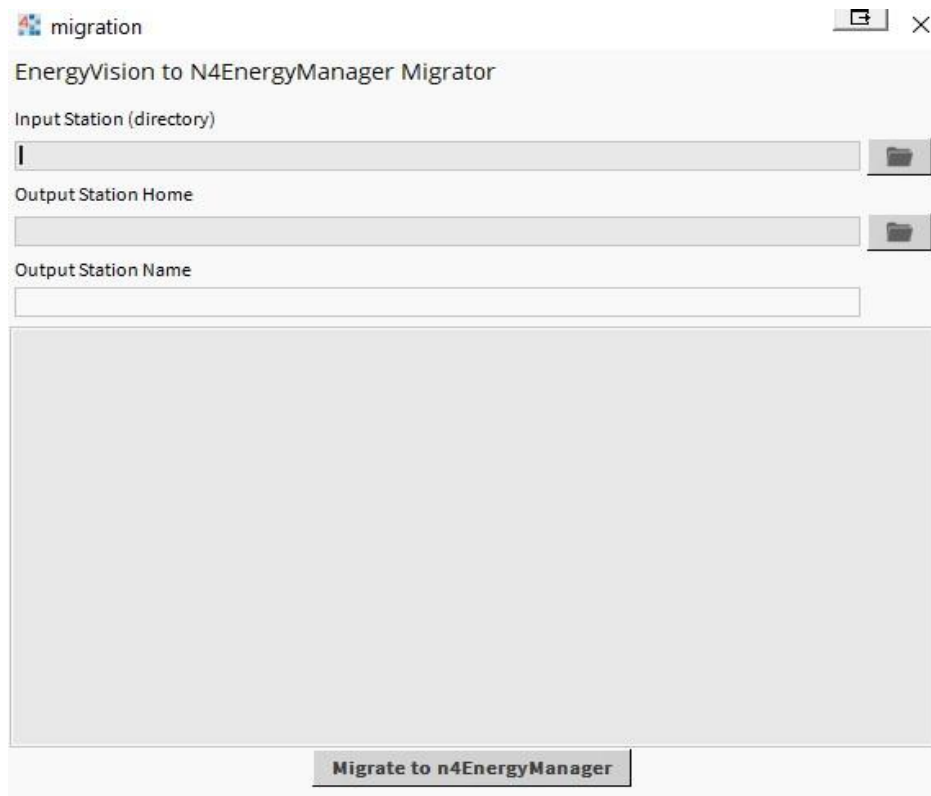 migration
EnergyVision to N4EnergyManager Migrator
Input Station (directory)
Output Station Home
Output Station Name
Migrate to n4EnergyManager